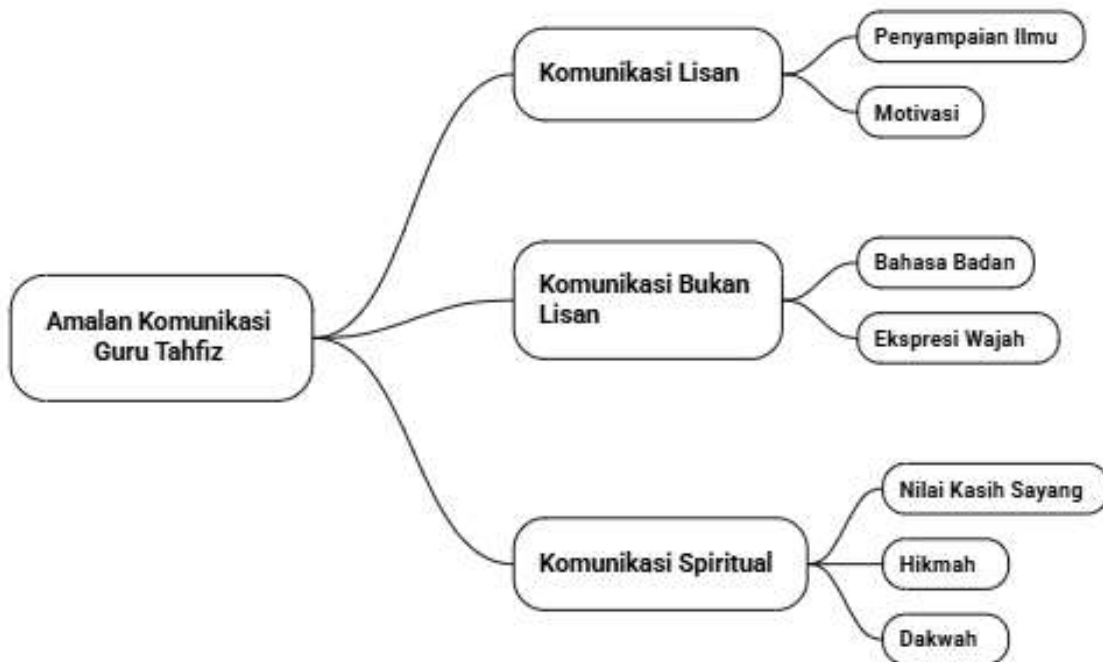 Amalan Komunikasi
Guru Tahfiz
Komunikasi Lisan
Penyampaian Ilmu
Motivasi
Komunikasi Bukan
Lisan
Bahasa Badan
Ekspresi Wajah
Komunikasi Spiritual
Nilai Kasih Sayang
Hikmah
Dakwah